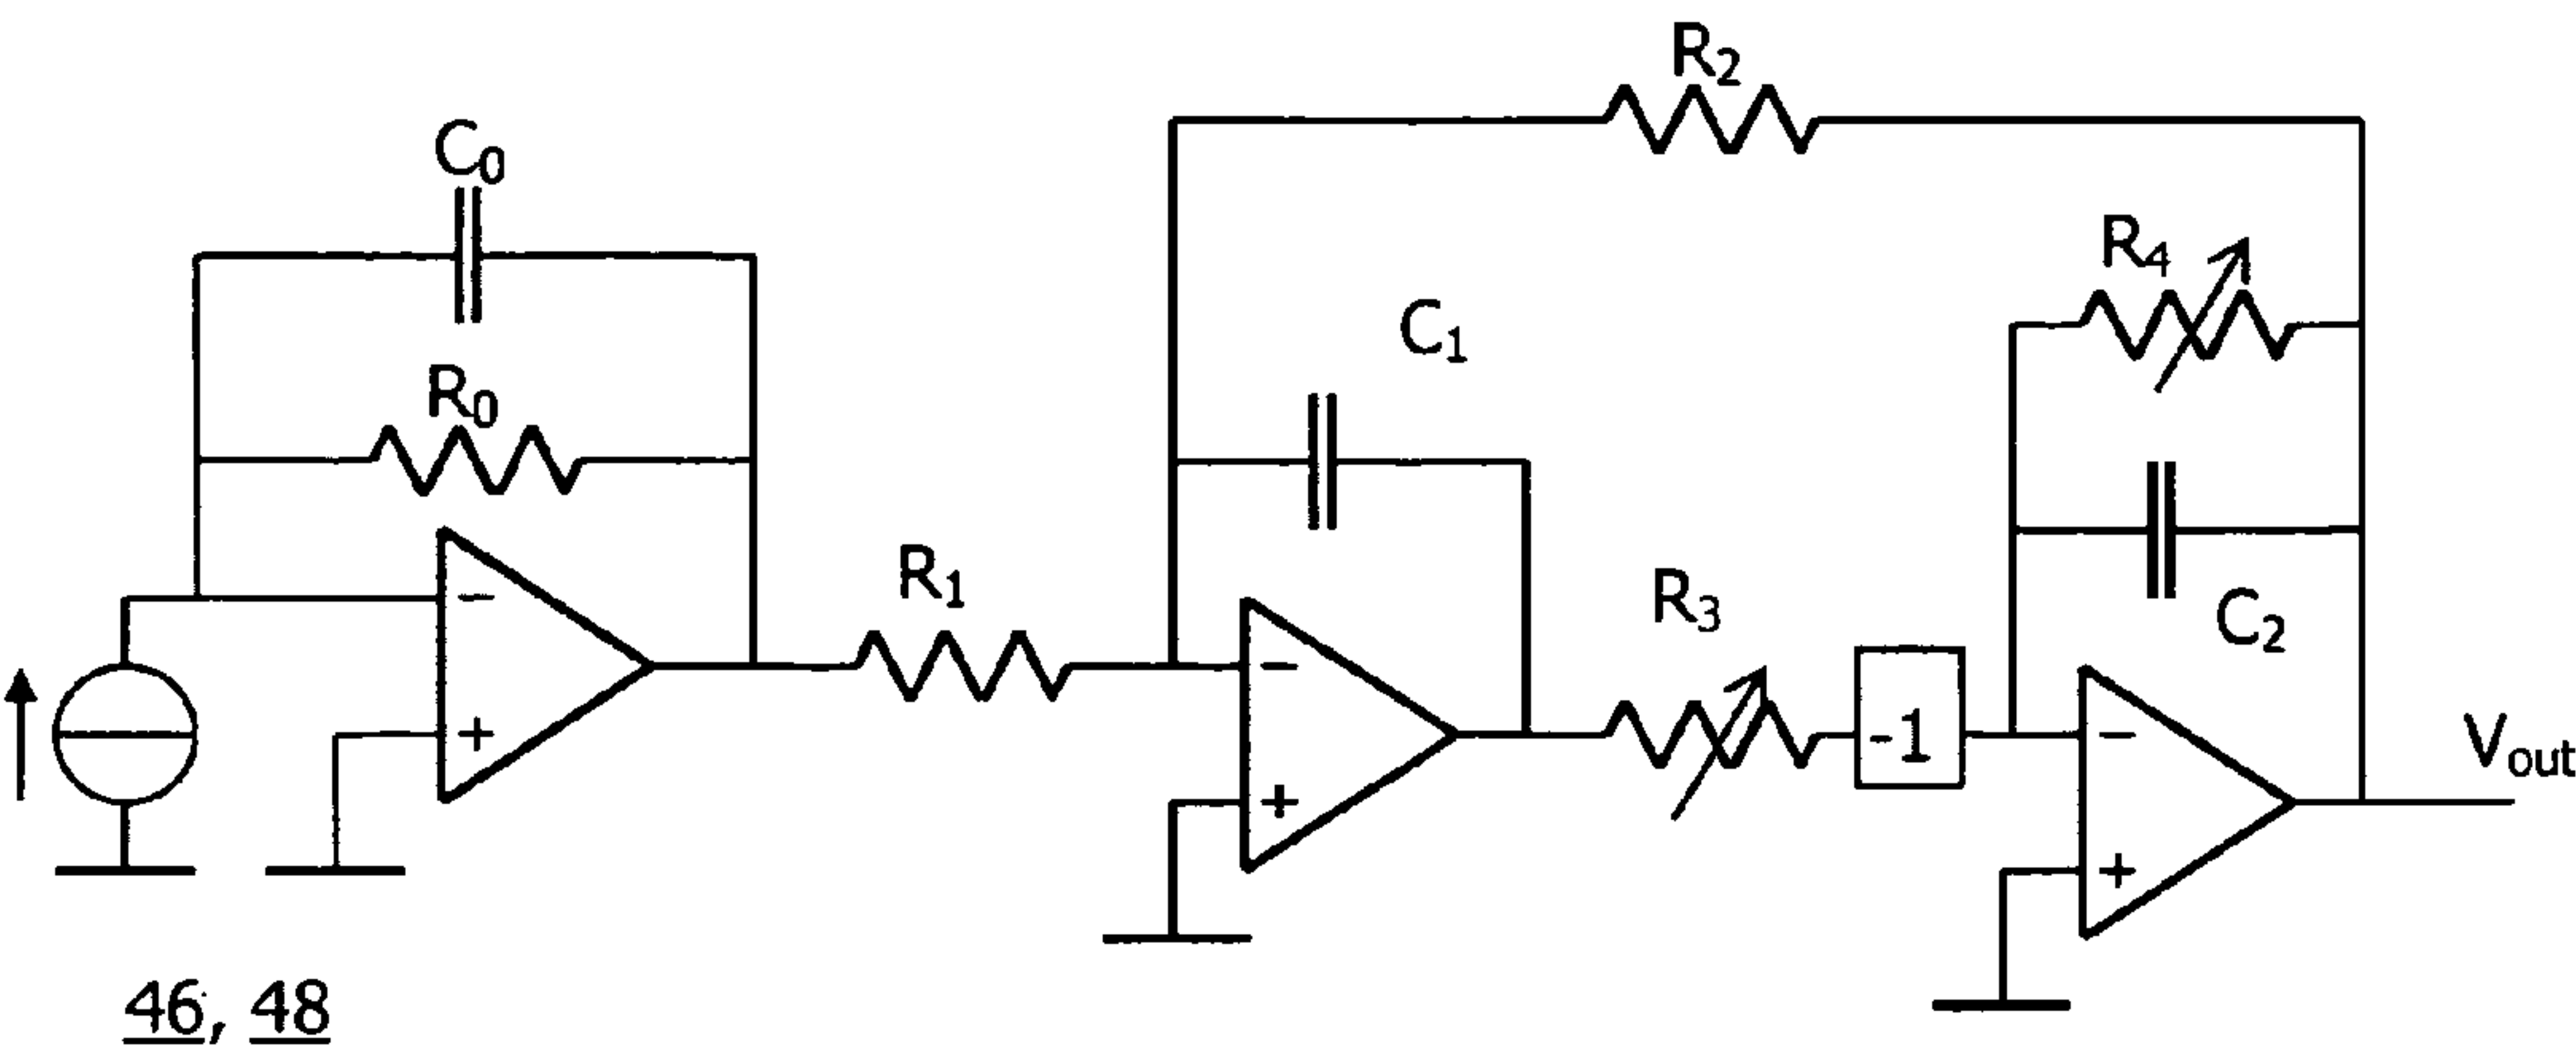 R₂
C₀
R₄
C₁
R₀
R₁
R₃
C₂
−
+
−
+
-1
−
+
Vout
46, 48